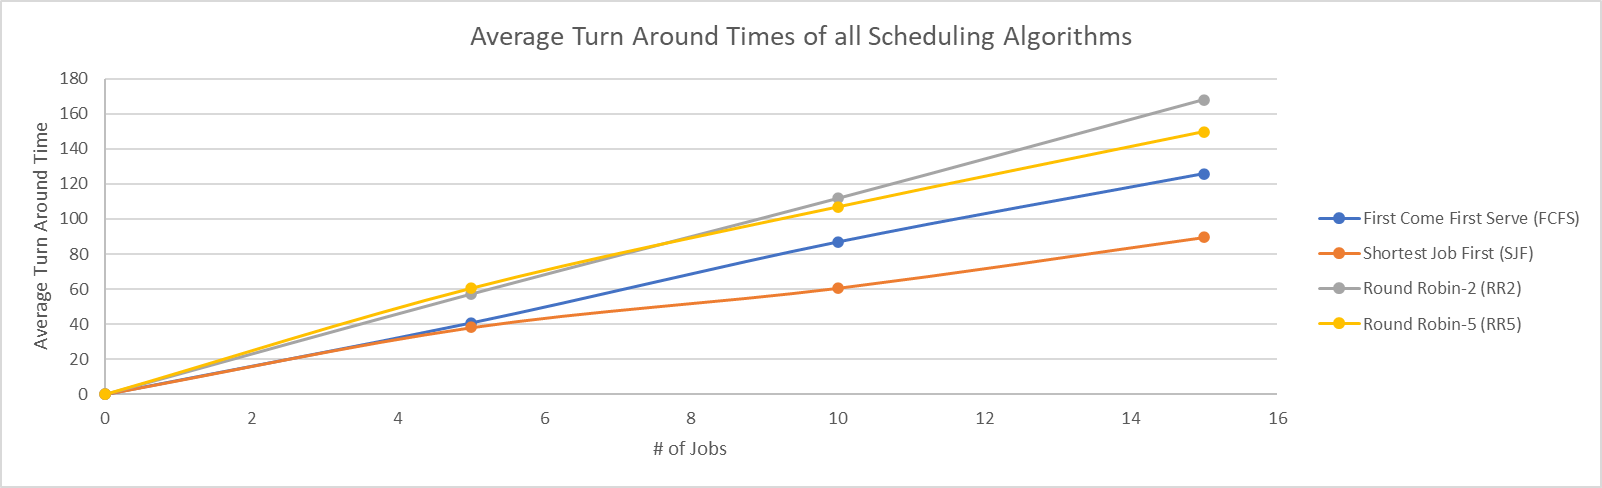 Average Turn Around Times of all Scheduling Algorithms
Average Turn Around Time
180
160
140
120
100
80
60
40
20
0
0 2 4 6 8 10 12 14 16
# of Jobs
First Come First Serve (FCFS)
Shortest Job First (SJF)
Round Robin-2 (RR2)
Round Robin-5 (RR5)